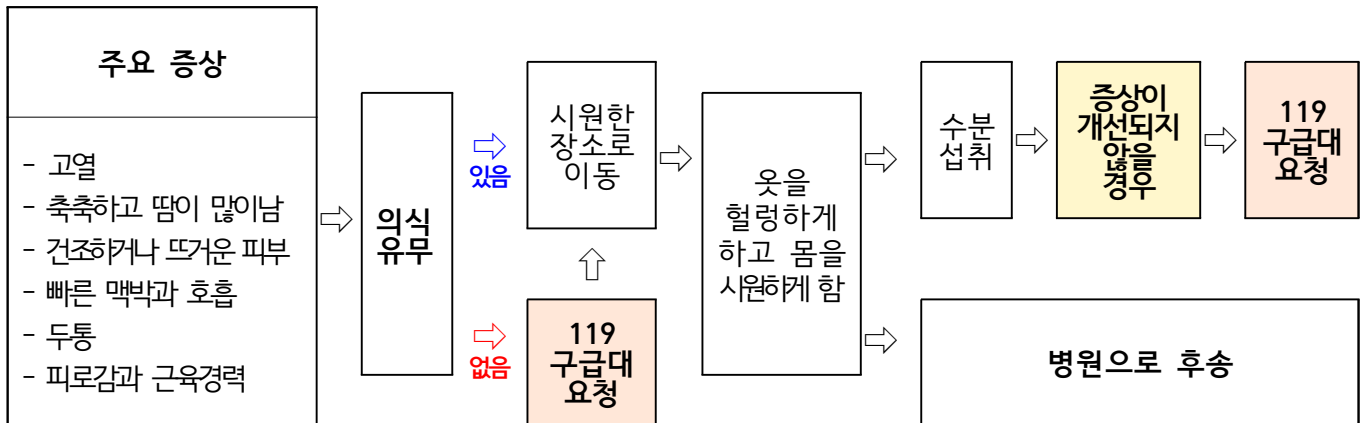 주요 증상
- 고열
- 축축하고 땀이 많이남
- 건조하거나 뜨거운 피부
- 빠른 맥박과 호흡
- 두통
- 피로감과 근육경력
의식
유무
있음
없음
시원한
장소로
이동
119
구급대
요청
옷을
헐렁하게
하고 몸을
시원하게 함
수분
섭취
증상이
개선되지
않을
경우
119
구급대
요청
병원으로 후송